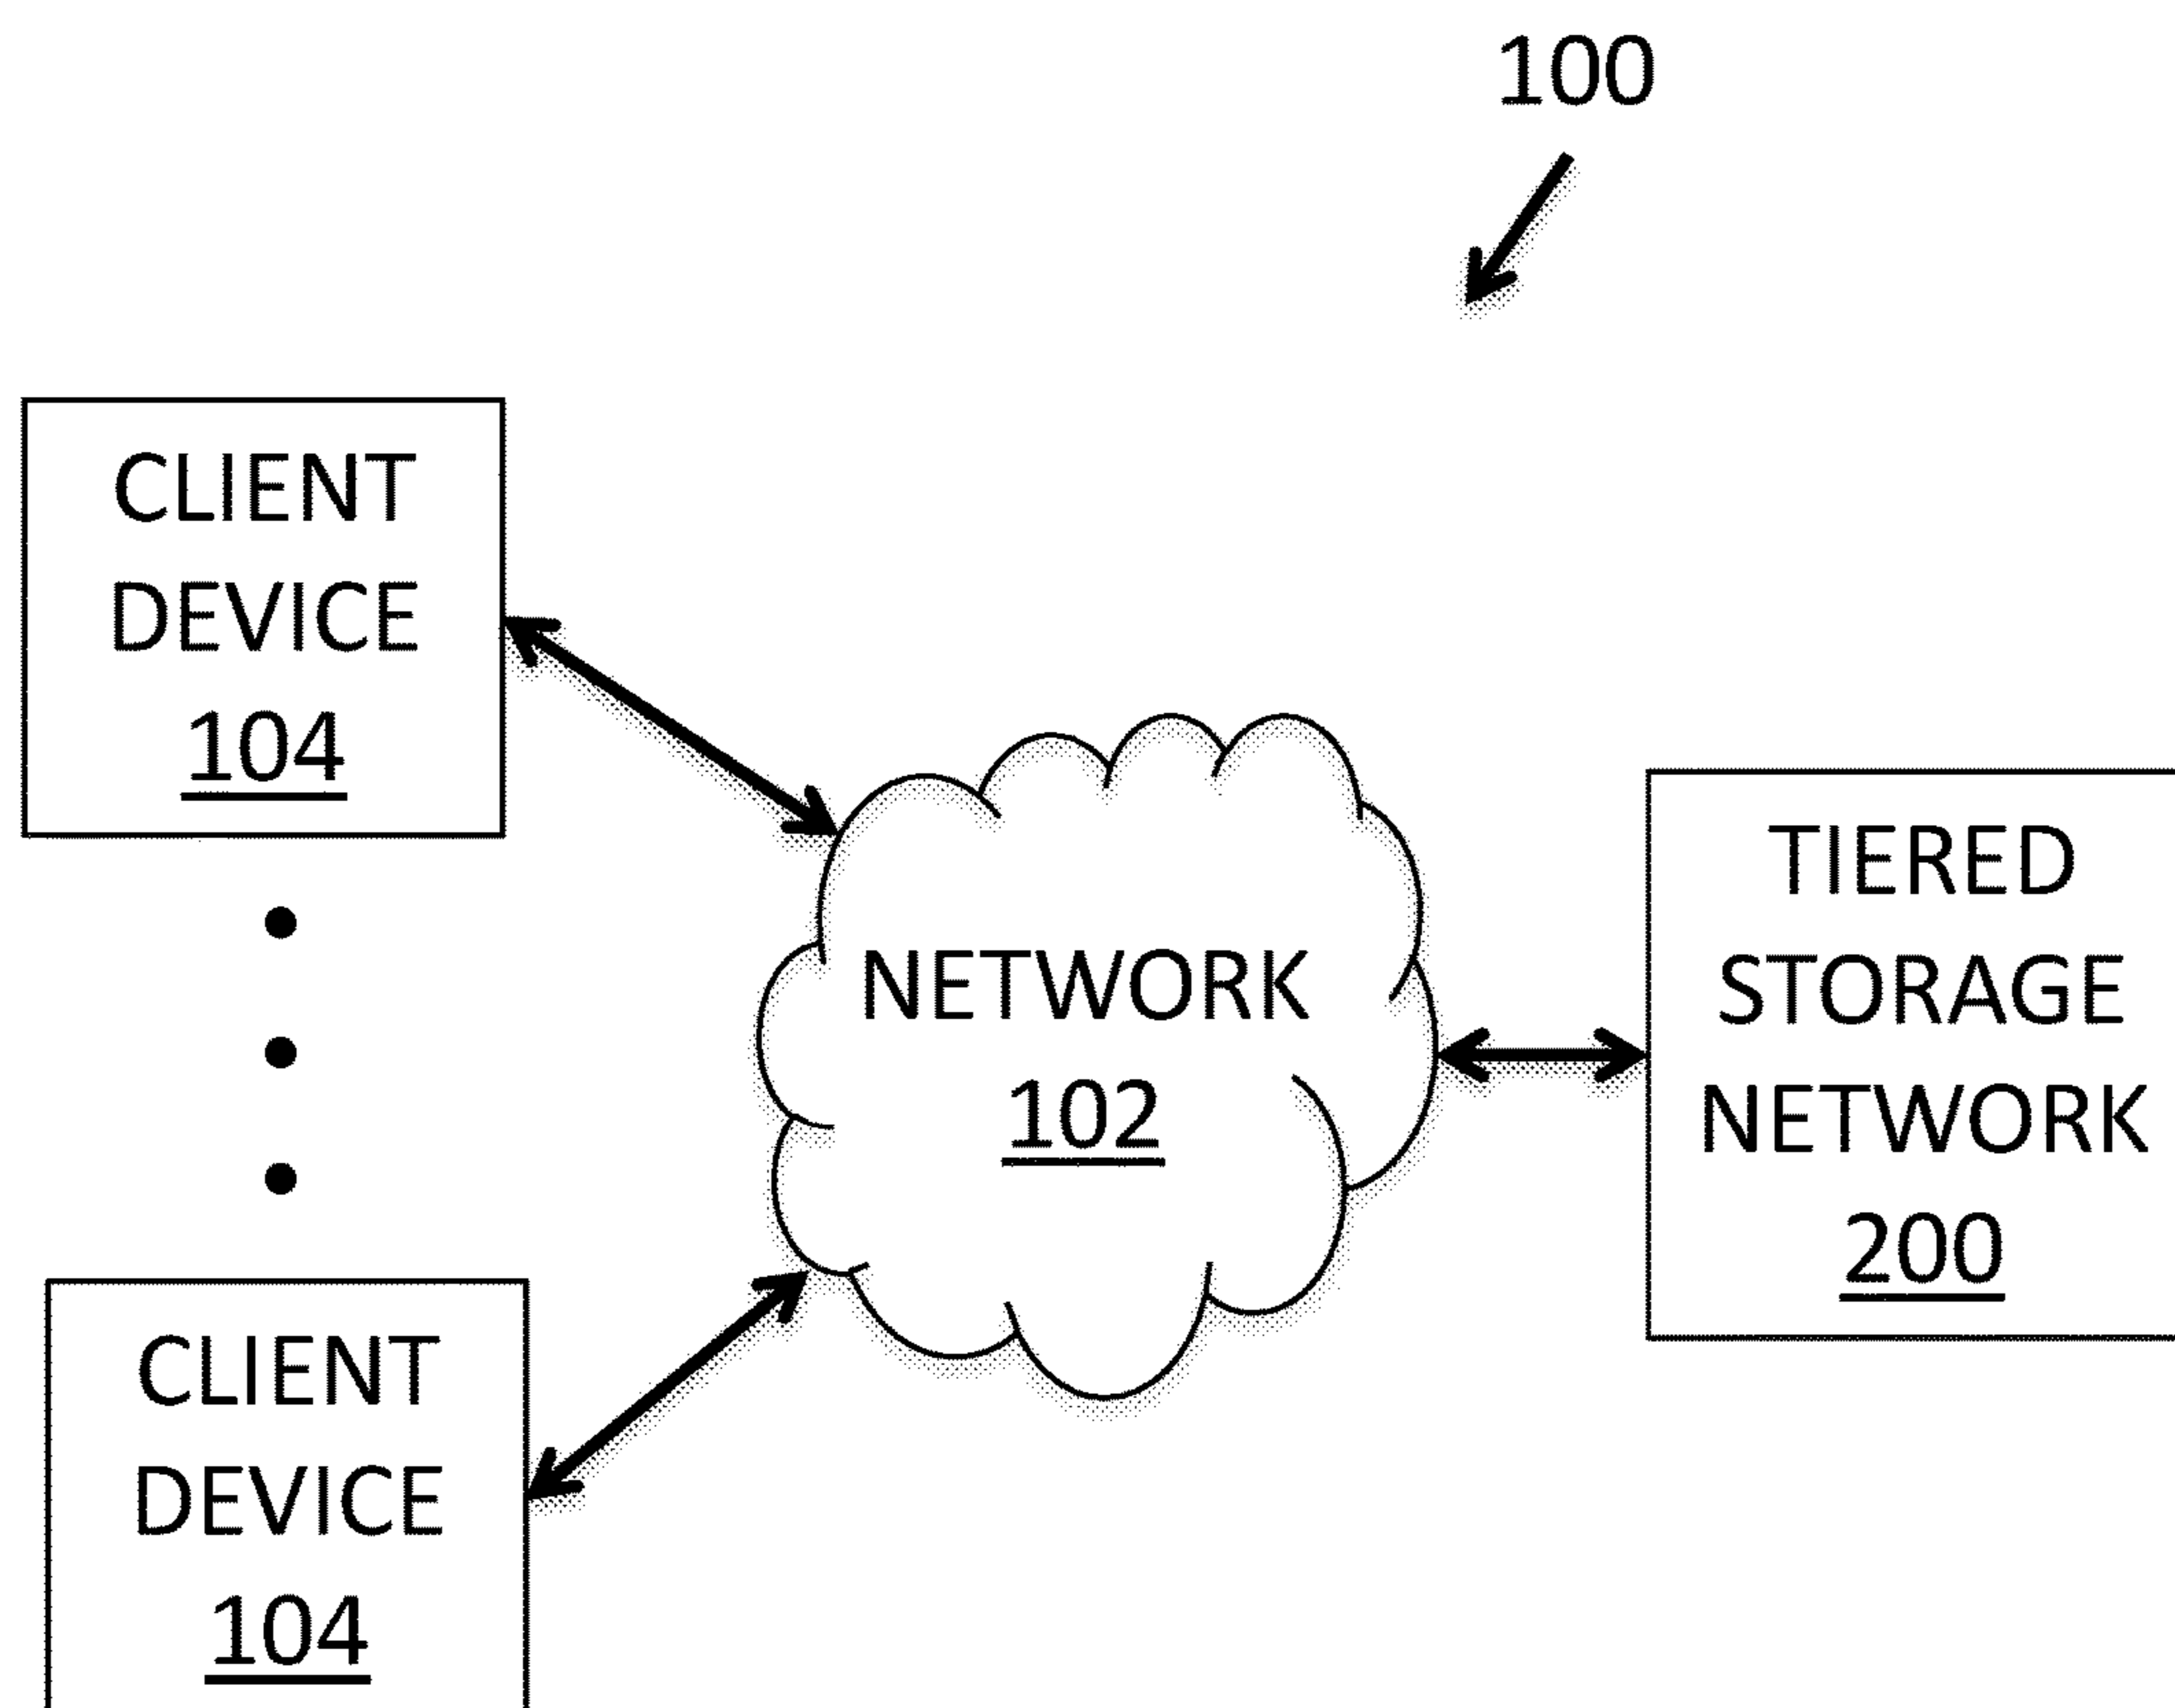 100
CLIENT
DEVICE
104
NETWORK
102
TIERED
STORAGE
NETWORK
200
CLIENT
DEVICE
104